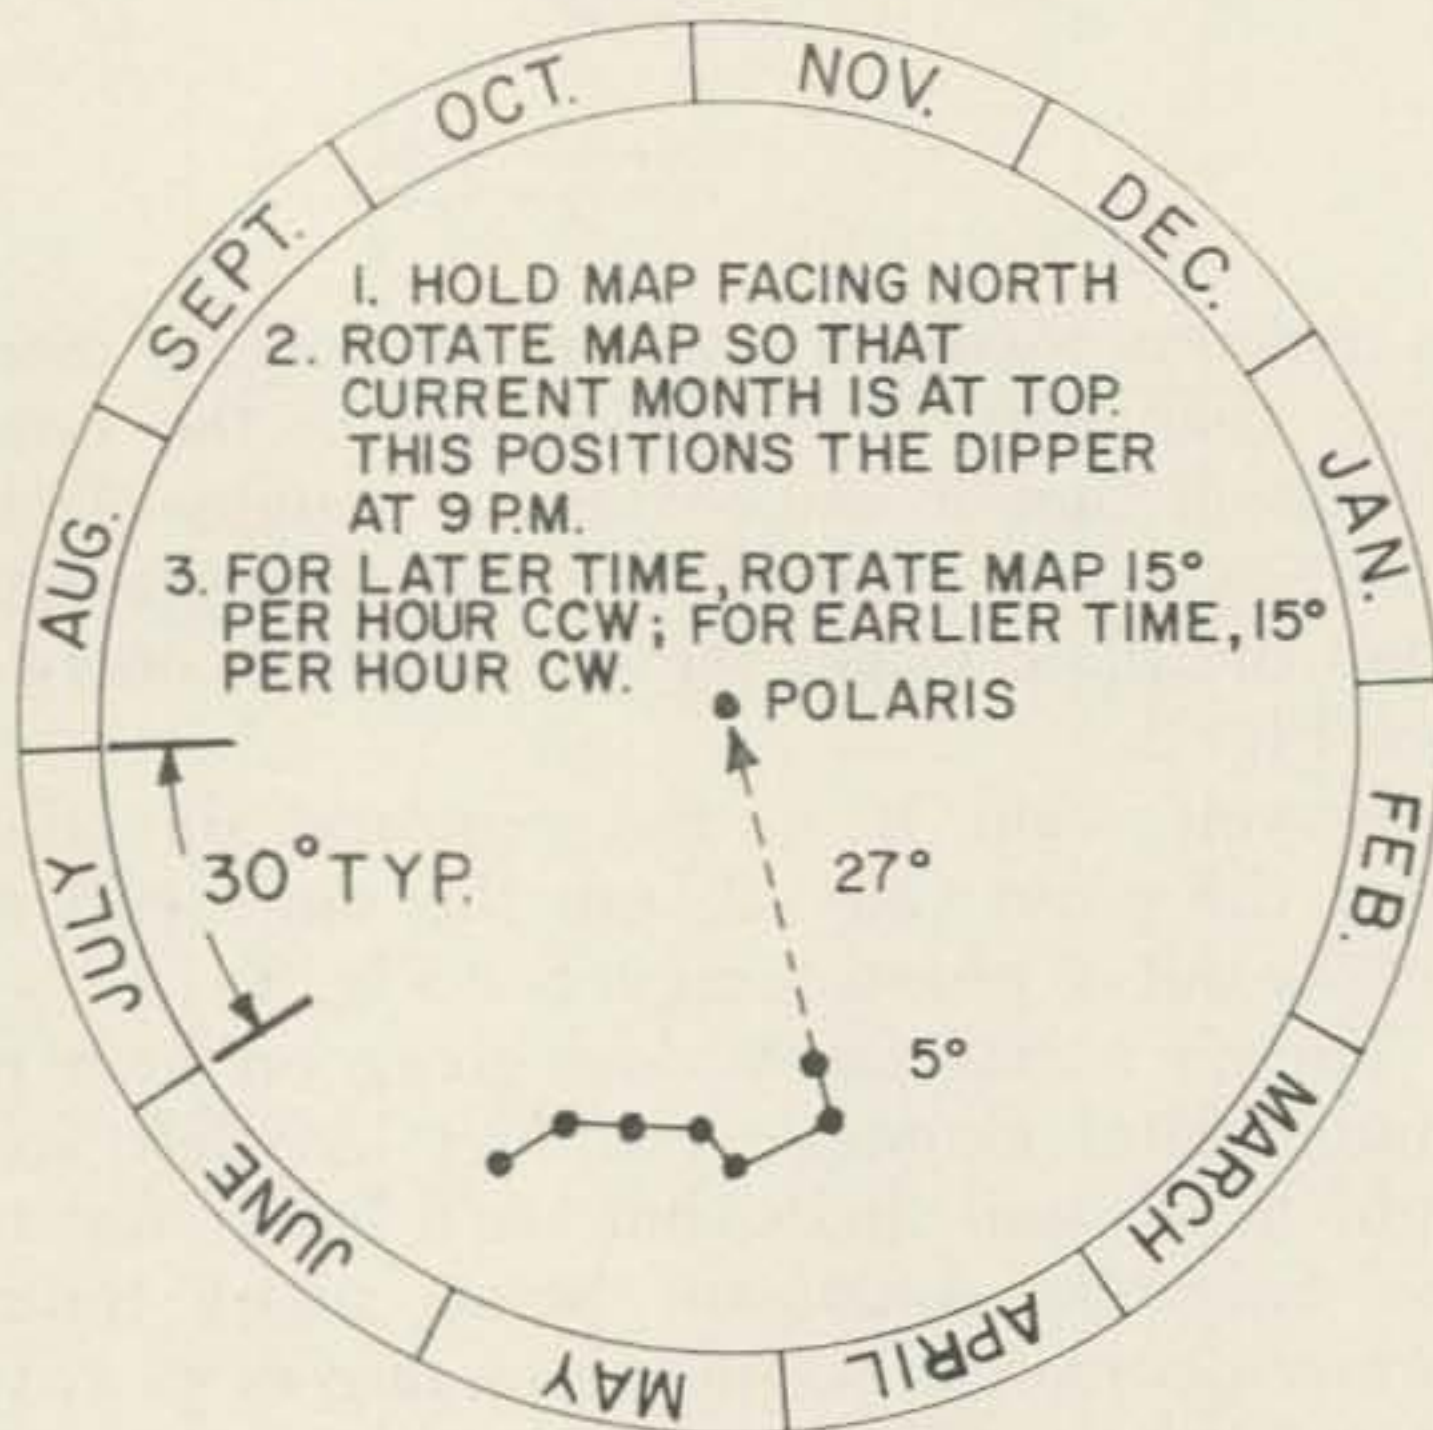 OCT.
NOV.
DEC.
SEPT.
1. HOLD MAP FACING NORTH
2. ROTATE MAP SO THAT
CURRENT MONTH IS AT TOP.
THIS POSITIONS THE DIPPER
AT 9 P.M.
JAN.
AUG.
3. FOR LATER TIME, ROTATE MAP 15°
PER HOUR CCW; FOR EARLIER TIME, 15°
PER HOUR CW.
POLARIS
FEB.
30° TYP.
27°
JULY
5°
MARCH
JUNE
APRIL
MAY